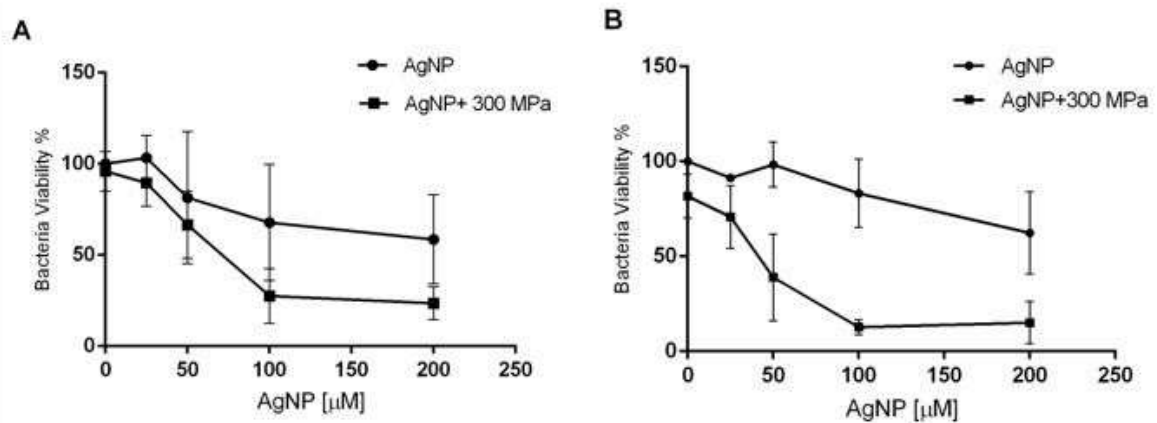 A
AgNP
AgNP+ 300 MPa
150
100
50
0
Bacteria Viability %
0 50 100 150 200 250
AgNP [μM]
B
AgNP
AgNP+300 MPa
150
100
50
0
Bacteria Viability %
0 50 100 150 200 250
AgNP [μM]